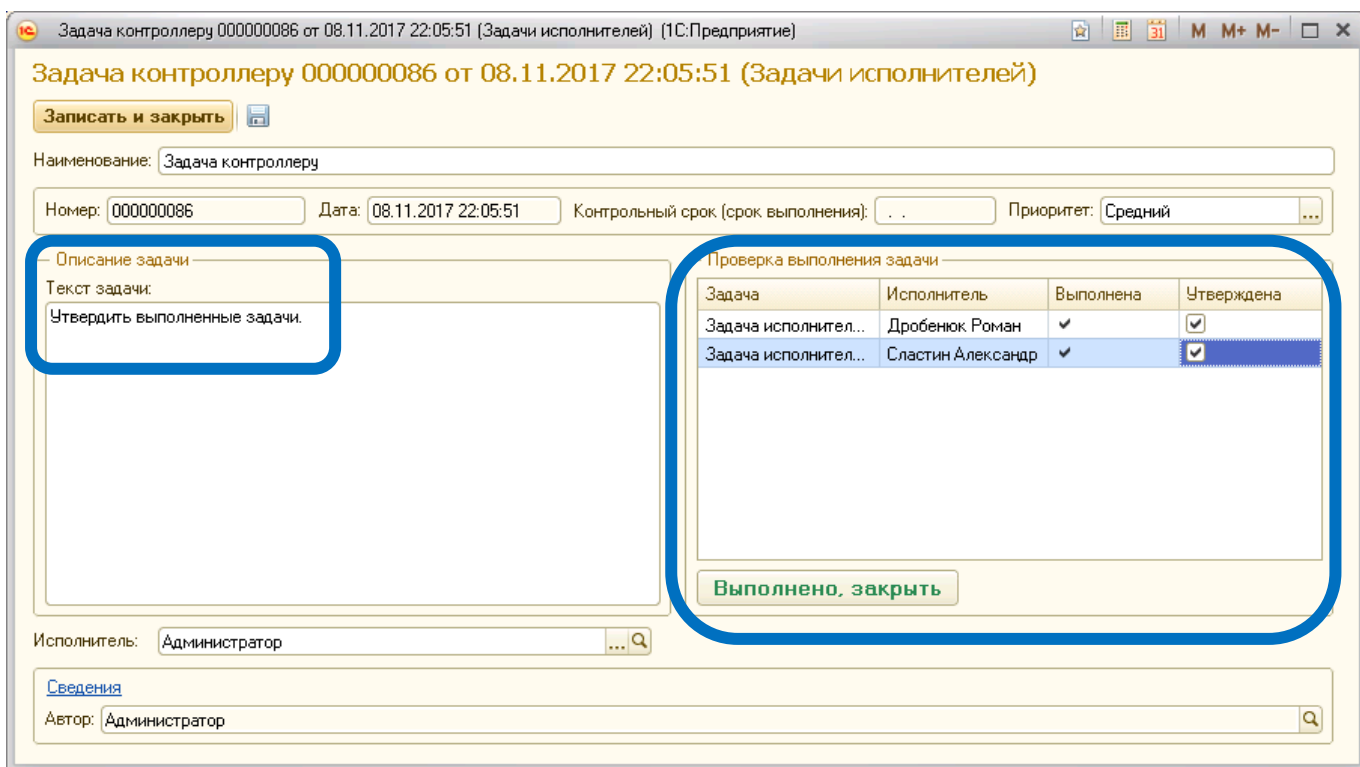 1С Задача контроллеру 000000086 от 08.11.2017 22:05:51 (Задачи исполнителей) (1С:Предприятие) 31 M M+ M-
Задача контроллеру 000000086 от 08.11.2017 22:05:51 (Задачи исполнителей)
Записать и закрыть
Наименование: Задача контроллеру
Номер: 000000086 Дата: 08.11.2017 22:05:51 Контрольный срок (срок выполнения): . . Приоритет: Средний ...
Описание задачи
Текст задачи:
Утвердить выполненные задачи.
Проверка выполнения задачи
Задача Исполнитель Выполнена Утверждена
Задача исполнител... Дробенюк Роман
Задача исполнител... Сластин Александр
Выполнено, закрыть
Исполнитель: Администратор ...
Сведения
Автор: Администратор